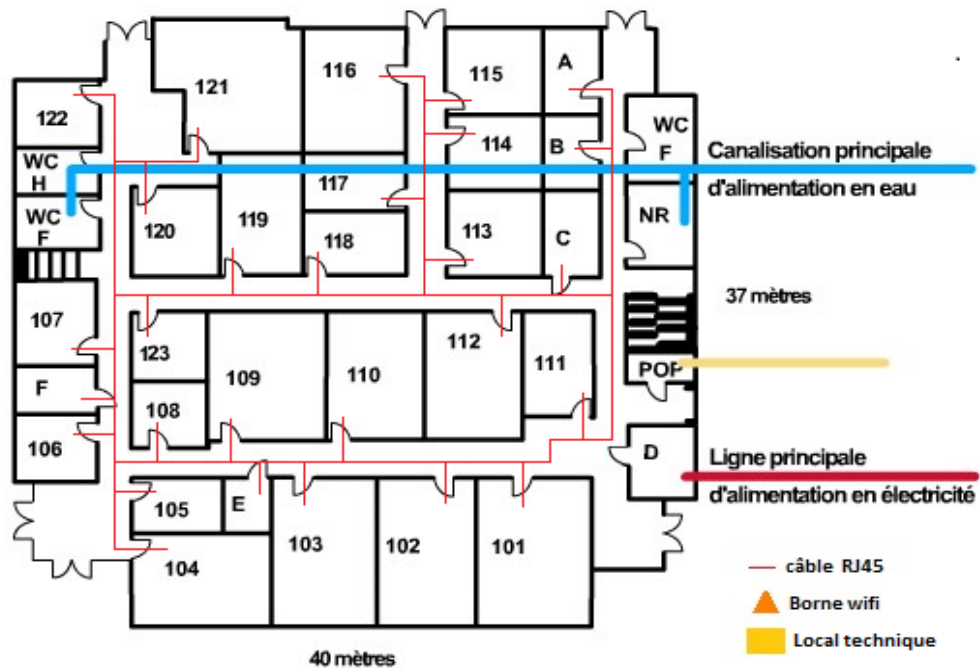 121
116
115
A
122
WC
H
WC
F
114
B
WC
F
Canalisation principale
d'alimentation en eau
117
120
119
118
113
C
NR
107
123
109
110
112
111
37 mètres
POP
F
108
106
D
Ligne principale
d'alimentation en électricité
105
E
104
103
102
101
câble RJ45
Borne wifi
Local technique
40 mètres